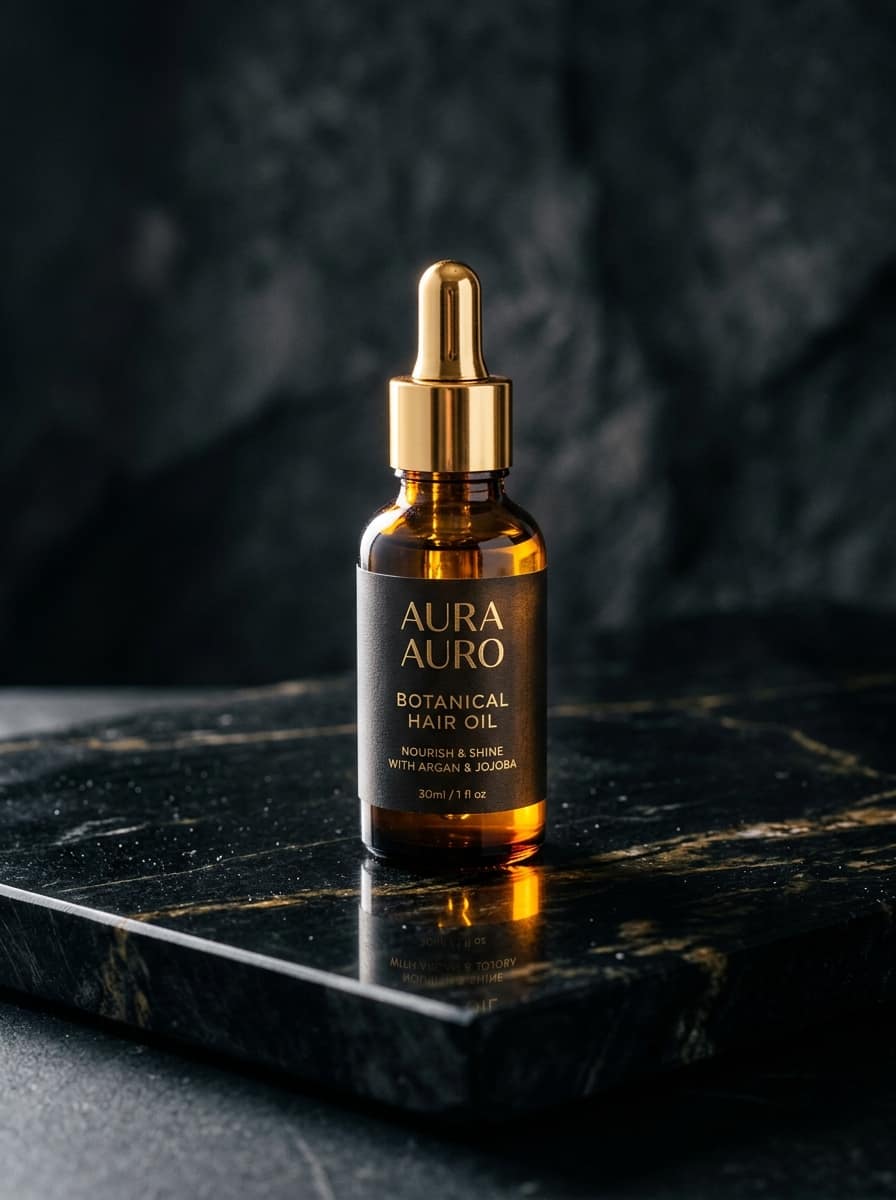 AURA
AURO
BOTANICAL
HAIR OIL
NOURISH & SHINE
WITH ARGAN & JOJOBA
30ml / 1 fl oz